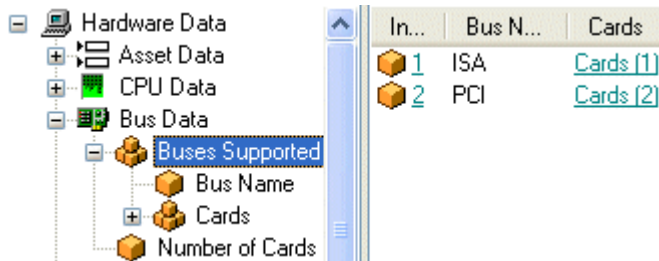 Hardware Data
Asset Data
CPU Data
Bus Data
Buses Supported
Bus Name
Cards
Number of Cards
In... Bus N... Cards
1 ISA Cards (1)
2 PCI Cards (2)